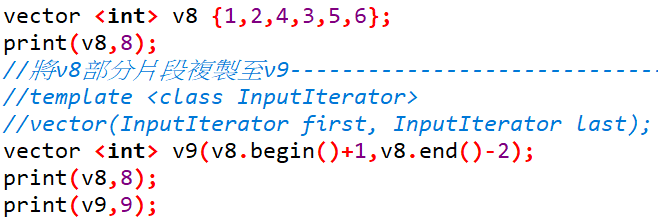 vector <int> v8 {1,2,4,3,5,6};
print(v8,8);
//將v8部分片段複製至v9-----------------------------
//template <class InputIterator>
//vector(InputIterator first, InputIterator last);
vector <int> v9(v8.begin()+1,v8.end()-2);
print(v8,8);
print(v9,9);